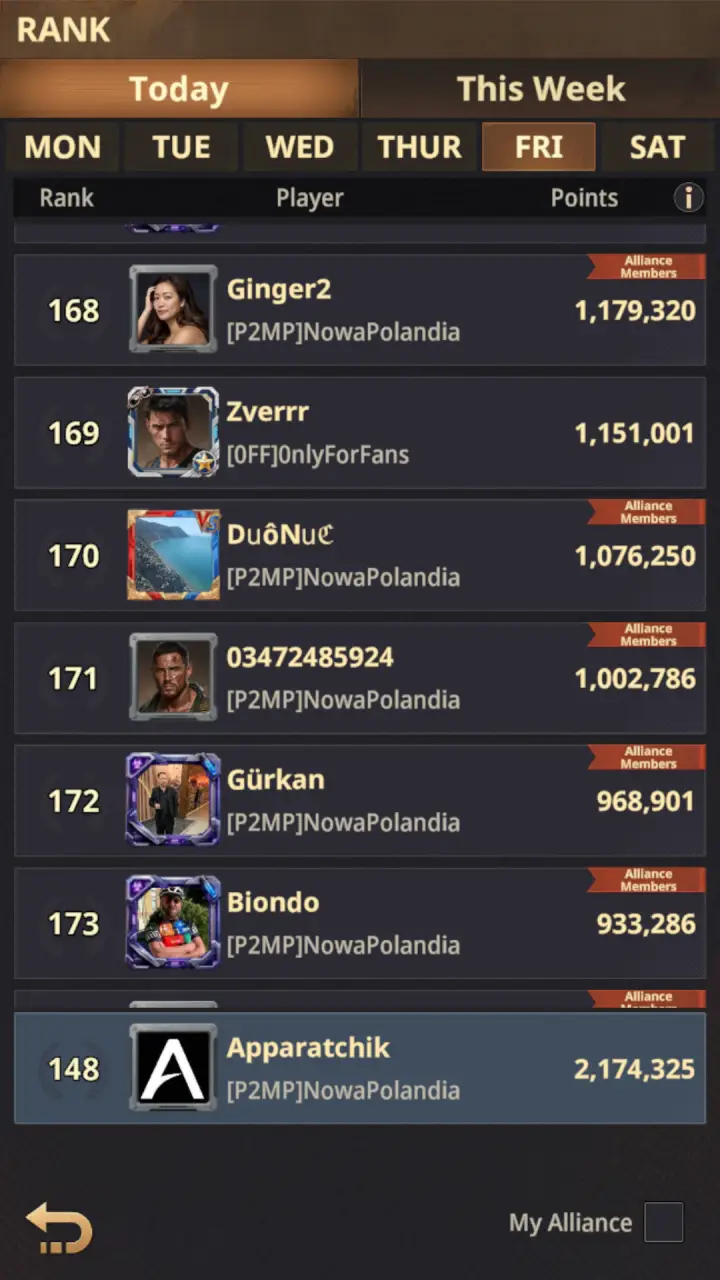 RANK
Today
This Week
MON
TUE
WED
THUR
FRI
SAT
Rank
Player
Points
i
Alliance
Members
168
Ginger2
[P2MP]NowaPolandia
1,179,320
169
Zverrr
[0FF]0nlyForFans
1,151,001
Alliance
Members
170
DuôNuℭ
[P2MP]NowaPolandia
1,076,250
Alliance
Members
171
03472485924
[P2MP]NowaPolandia
1,002,786
Alliance
Members
172
Gürkan
[P2MP]NowaPolandia
968,901
Alliance
Members
173
Biondo
[P2MP]NowaPolandia
933,286
Alliance
148
Apparatchik
[P2MP]NowaPolandia
2,174,325
My Alliance